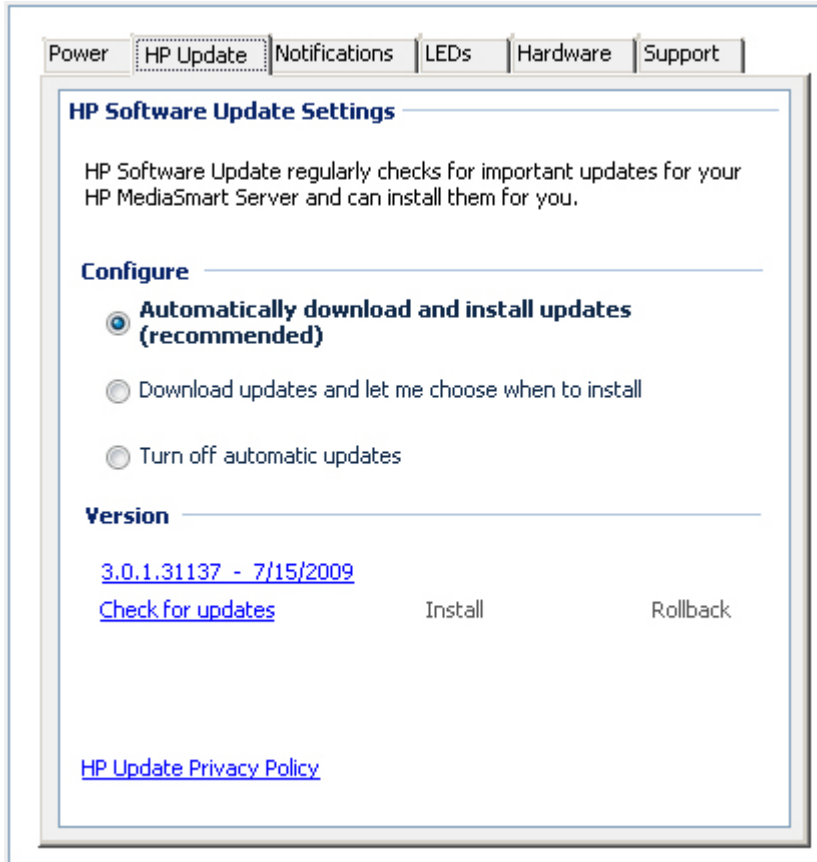 Power HP Update Notifications LEDs Hardware Support
HP Software Update Settings
HP Software Update regularly checks for important updates for your
HP MediaSmart Server and can install them for you.
Configure
Automatically download and install updates
(recommended)
Download updates and let me choose when to install
Turn off automatic updates
Version
3.0.1.31137 - 7/15/2009
Check for updates Install Rollback
HP Update Privacy Policy